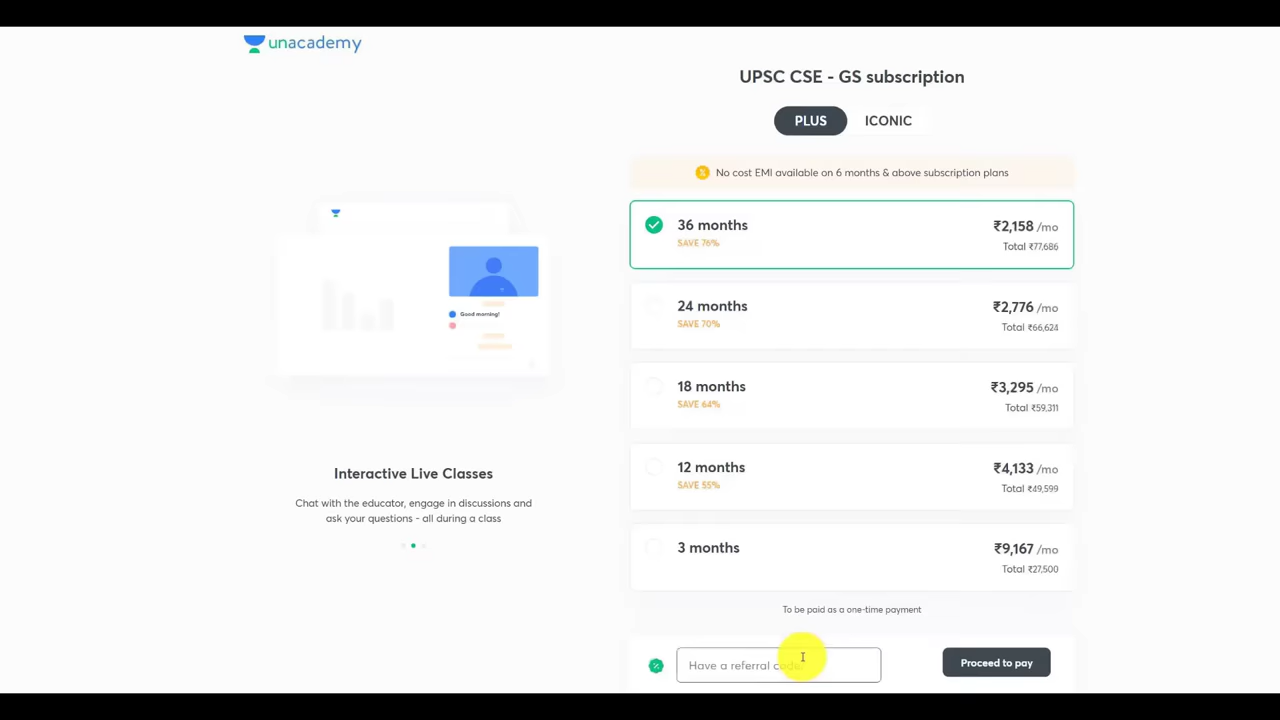 unacademy
UPSC CSE - GS subscription
PLUS
ICONIC
No cost EMI available on 6 months & above subscription plans
36 months
₹2,158 /mo
SAVE 76%
Total ₹77,686
24 months
₹2,776 /mo
SAVE 70%
Total ₹66,624
18 months
₹3,295 /mo
SAVE 64%
Total ₹59,311
12 months
₹4,133 /mo
SAVE 55%
Total ₹49,599
3 months
₹9,167 /mo
Total ₹27,500
To be paid as a one-time payment
Have a referral code
Proceed to pay
Good morning!
Interactive Live Classes
Chat with the educator, engage in discussions and
ask your questions - all during a class